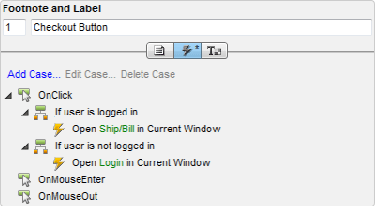 Footnote and Label
1 Checkout Button
Add Case... Edit Case... Delete Case
OnClick
If user is logged in
Open Ship/Bill in Current Window
If user is not logged in
Open Login in Current Window
OnMouseEnter
OnMouseOut